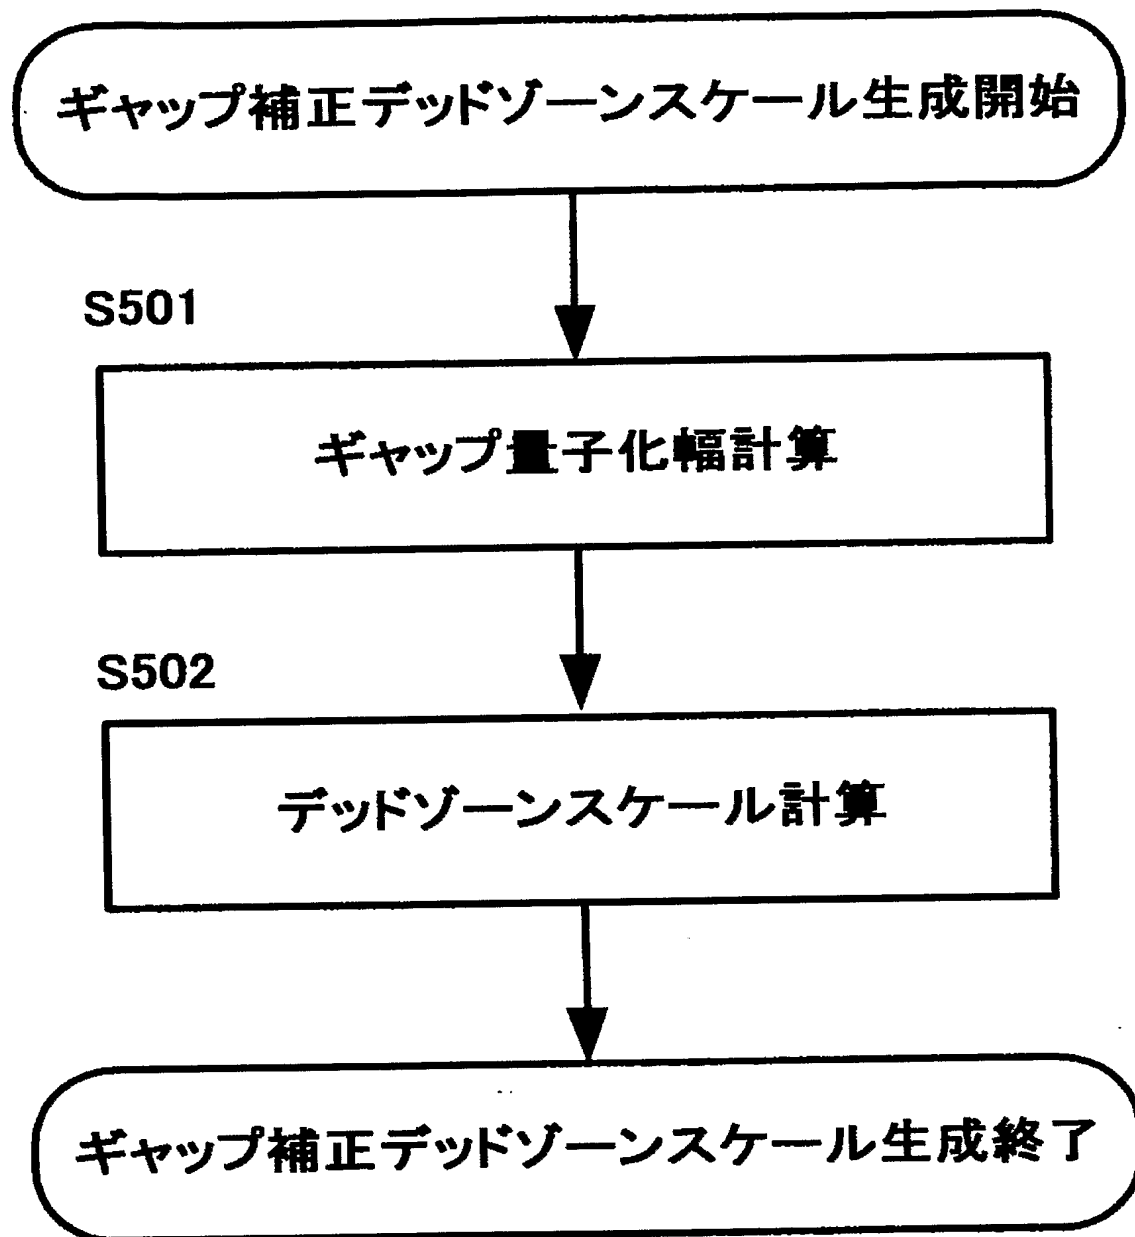 ギャップ補正デッドゾーンスケール生成開始
S501
ギャップ量子化幅計算
S502
デッドゾーンスケール計算
ギャップ補正デッドゾーンスケール生成終了